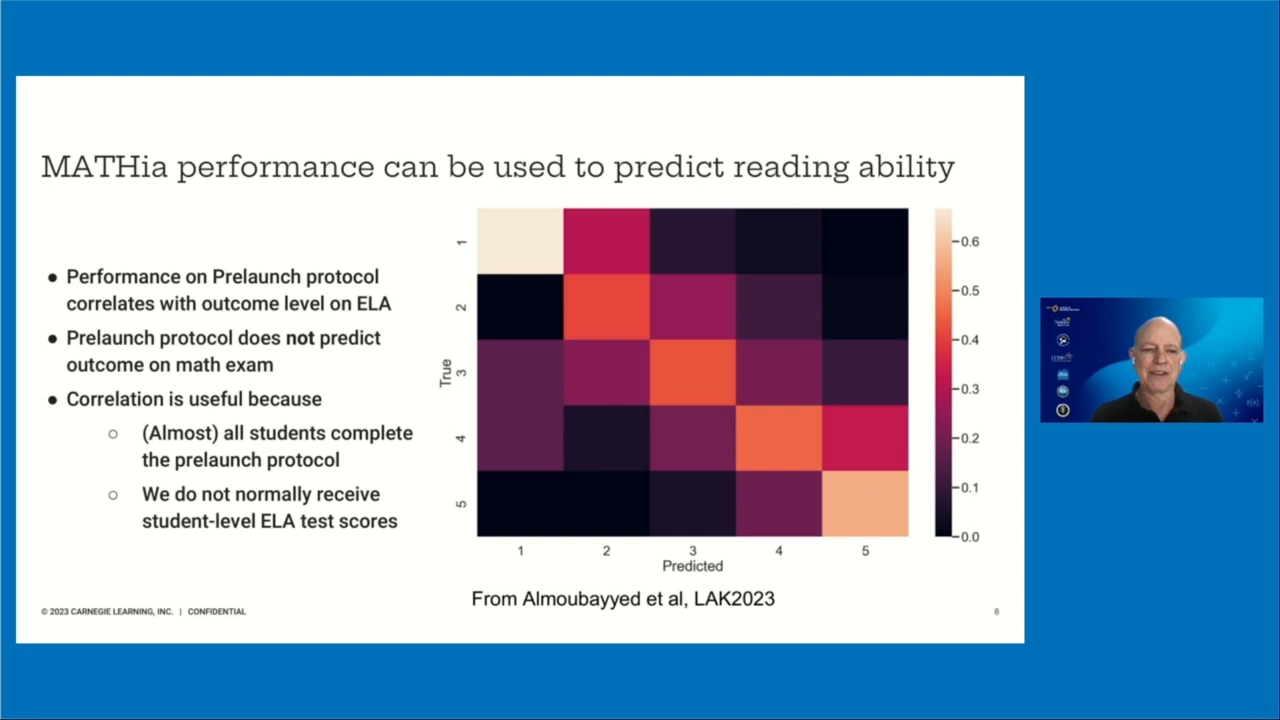 MATHia performance can be used to predict reading ability
● Performance on Prelaunch protocol
correlates with outcome level on ELA
● Prelaunch protocol does not predict
outcome on math exam
● Correlation is useful because
○ (Almost) all students complete
the prelaunch protocol
○ We do not normally receive
student-level ELA test scores
True
1
2
3
4
5
1 2 3 4 5
Predicted
0.6
0.5
0.4
0.3
0.2
0.1
0.0
From Almoubayyed et al, LAK2023
© 2023 CARNEGIE LEARNING, INC. | CONFIDENTIAL
8